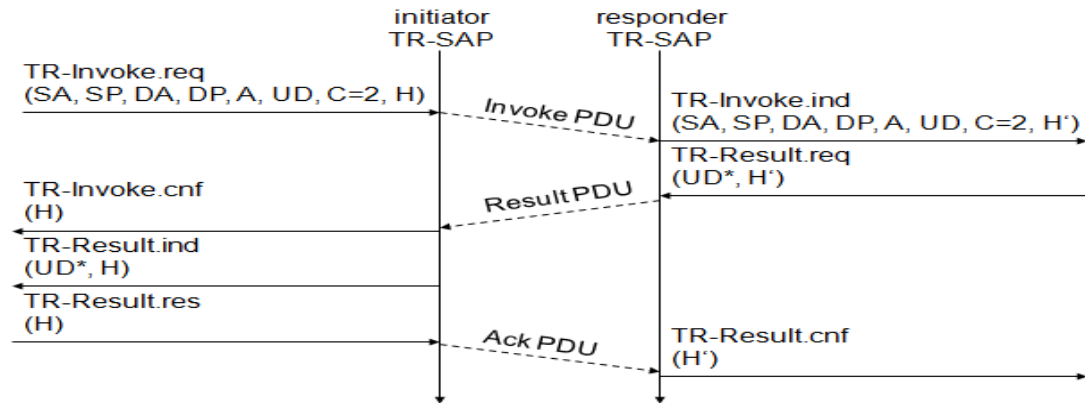 initiator
TR-SAP
responder
TR-SAP
TR-Invoke.req
(SA, SP, DA, DP, A, UD, C=2, H)
Invoke PDU
TR-Invoke.ind
(SA, SP, DA, DP, A, UD, C=2, H‘)
TR-Result.req
(UD*, H‘)
Result PDU
TR-Invoke.cnf
(H)
TR-Result.ind
(UD*, H)
TR-Result.res
(H)
Ack PDU
TR-Result.cnf
(H‘)